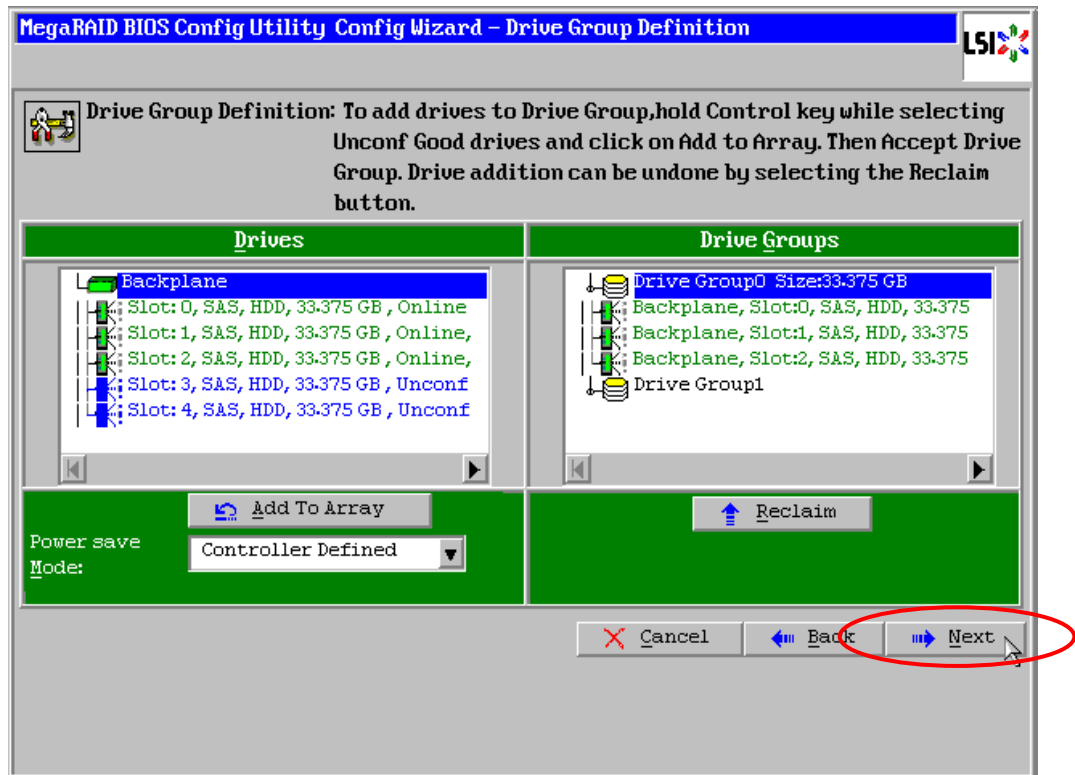 MegaRAID BIOS Config Utility Config Wizard – Drive Group Definition
LSI
Drive Group Definition: To add drives to Drive Group,hold Control key while selecting
Unconf Good drives and click on Add to Array. Then Accept Drive
Group. Drive addition can be undone by selecting the Reclaim
button.
Drives
Drive Groups
Backplane
Slot: 0, SAS, HDD, 33.375 GB , Online
Slot: 1, SAS, HDD, 33.375 GB , Online,
Slot: 2, SAS, HDD, 33.375 GB , Online,
Slot: 3, SAS, HDD, 33.375 GB , Unconf
Slot: 4, SAS, HDD, 33.375 GB , Unconf
Drive Group0 Size:33.375 GB
Backplane, Slot:0, SAS, HDD, 33.375
Backplane, Slot:1, SAS, HDD, 33.375
Backplane, Slot:2, SAS, HDD, 33.375
Drive Group1
Add To Array
Reclaim
Power save
Mode:
Controller Defined
Cancel
Back
Next